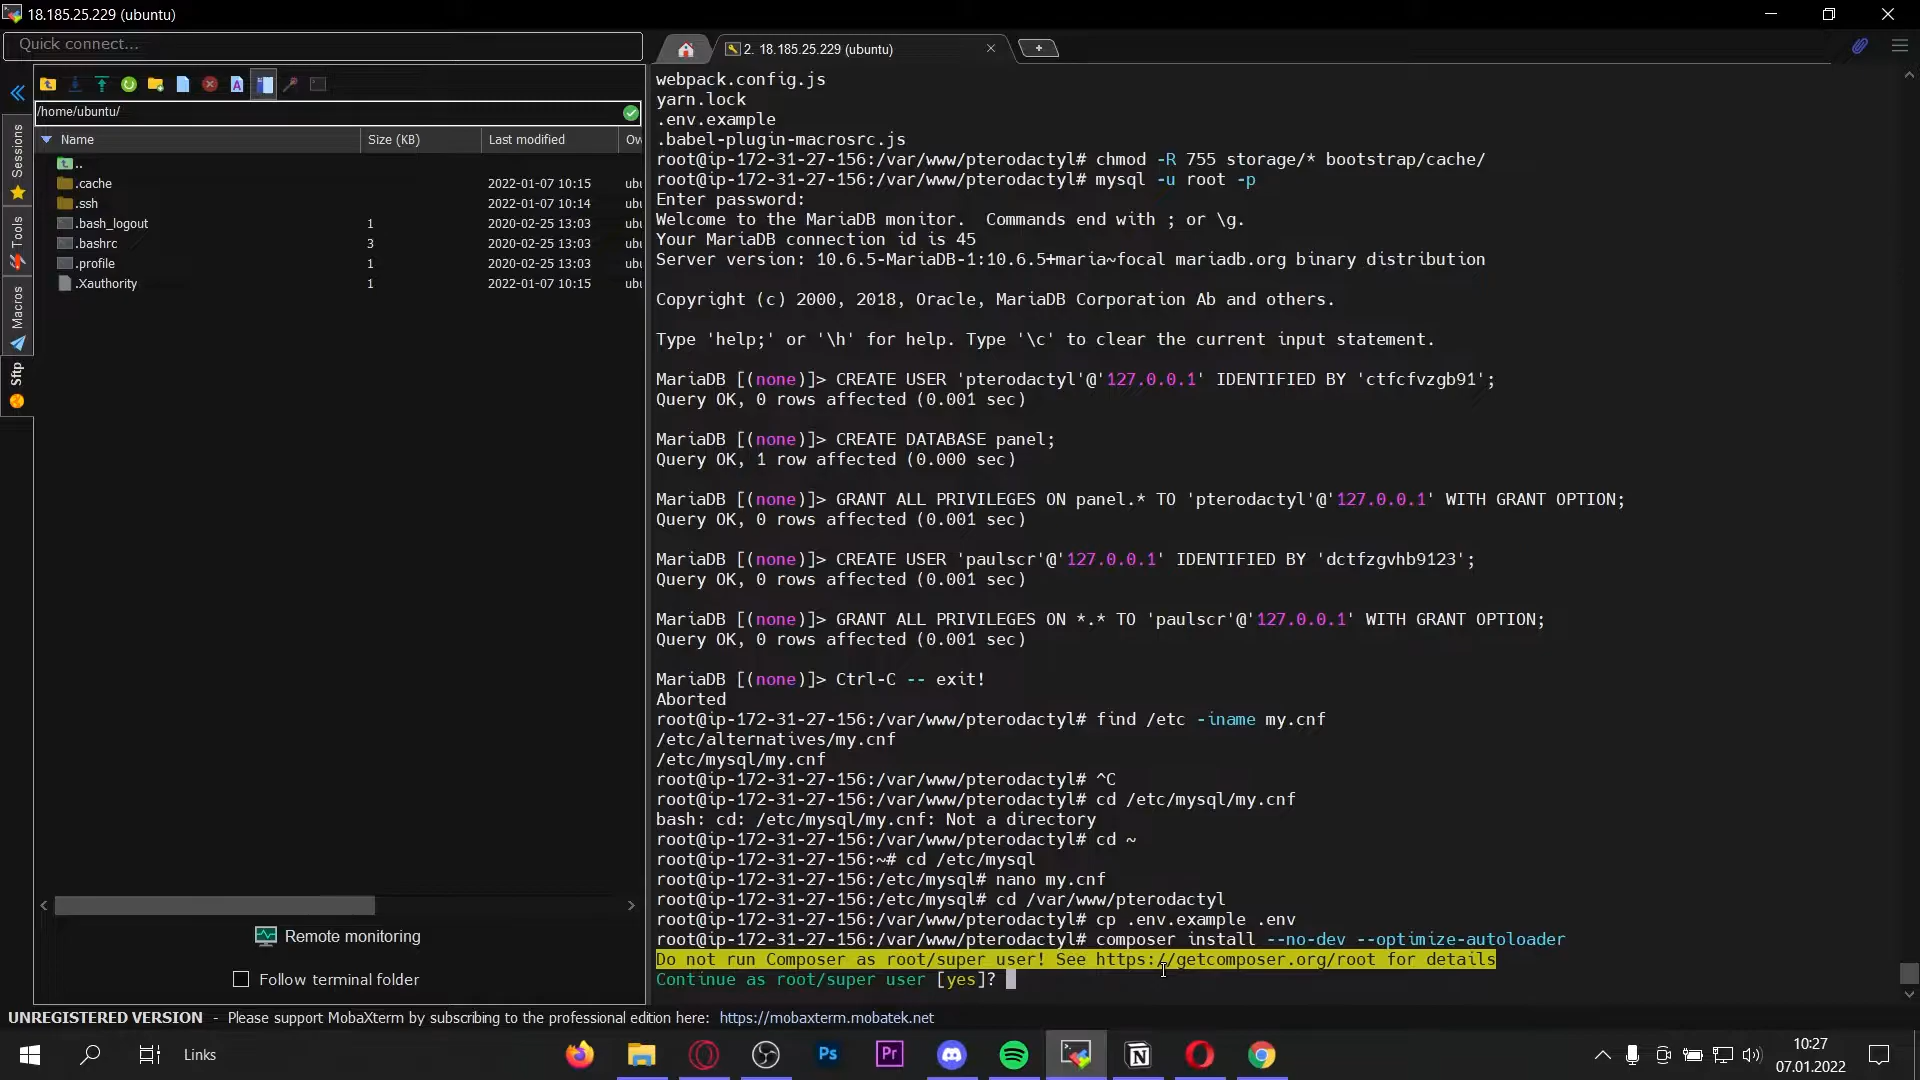 18.185.25.229 (ubuntu)
Quick connect...
2. 18.185.25.229 (ubuntu)
/home/ubuntu/
Name
Size (KB)
Last modified
Ow
..
.cache
2022-01-07 10:15
ubu
.ssh
2022-01-07 10:14
ubu
.bash_logout
1
2020-02-25 13:03
ubu
.bashrc
3
2020-02-25 13:03
ubu
.profile
1
2020-02-25 13:03
ubu
.Xauthority
1
2022-01-07 10:15
ubu
Sessions
Tools
Macros
Sftp
Remote monitoring
Follow terminal folder
webpack.config.js
yarn.lock
.env.example
.babel-plugin-macrosrc.js
root@ip-172-31-27-156:/var/www/pterodactyl# chmod -R 755 storage/* bootstrap/cache/
root@ip-172-31-27-156:/var/www/pterodactyl# mysql -u root -p
Enter password:
Welcome to the MariaDB monitor.  Commands end with ; or \g.
Your MariaDB connection id is 45
Server version: 10.6.5-MariaDB-1:10.6.5+maria~focal mariadb.org binary distribution
Copyright (c) 2000, 2018, Oracle, MariaDB Corporation Ab and others.
Type 'help;' or '\h' for help. Type '\c' to clear the current input statement.
MariaDB [(none)]> CREATE USER 'pterodactyl'@'127.0.0.1' IDENTIFIED BY 'ctfcfvzgb91';
Query OK, 0 rows affected (0.001 sec)
MariaDB [(none)]> CREATE DATABASE panel;
Query OK, 1 row affected (0.000 sec)
MariaDB [(none)]> GRANT ALL PRIVILEGES ON panel.* TO 'pterodactyl'@'127.0.0.1' WITH GRANT OPTION;
Query OK, 0 rows affected (0.001 sec)
MariaDB [(none)]> CREATE USER 'paulscr'@'127.0.0.1' IDENTIFIED BY 'dctfzgvhb9123';
Query OK, 0 rows affected (0.001 sec)
MariaDB [(none)]> GRANT ALL PRIVILEGES ON *.* TO 'paulscr'@'127.0.0.1' WITH GRANT OPTION;
Query OK, 0 rows affected (0.001 sec)
MariaDB [(none)]> Ctrl-C -- exit!
Aborted
root@ip-172-31-27-156:/var/www/pterodactyl# find /etc -iname my.cnf
/etc/alternatives/my.cnf
/etc/mysql/my.cnf
root@ip-172-31-27-156:/var/www/pterodactyl# ^C
root@ip-172-31-27-156:/var/www/pterodactyl# cd /etc/mysql/my.cnf
bash: cd: /etc/mysql/my.cnf: Not a directory
root@ip-172-31-27-156:/var/www/pterodactyl# cd ~
root@ip-172-31-27-156:~# cd /etc/mysql
root@ip-172-31-27-156:/etc/mysql# nano my.cnf
root@ip-172-31-27-156:/etc/mysql# cd /var/www/pterodactyl
root@ip-172-31-27-156:/var/www/pterodactyl# cp .env.example .env
root@ip-172-31-27-156:/var/www/pterodactyl# composer install --no-dev --optimize-autoloader
Do not run Composer as root/super user! See https://getcomposer.org/root for details
Continue as root/super user [yes]?
UNREGISTERED VERSION - Please support MobaXterm by subscribing to the professional edition here: https://mobaxterm.mobatek.net
Links
Ps
Pr
10:27
07.01.2022